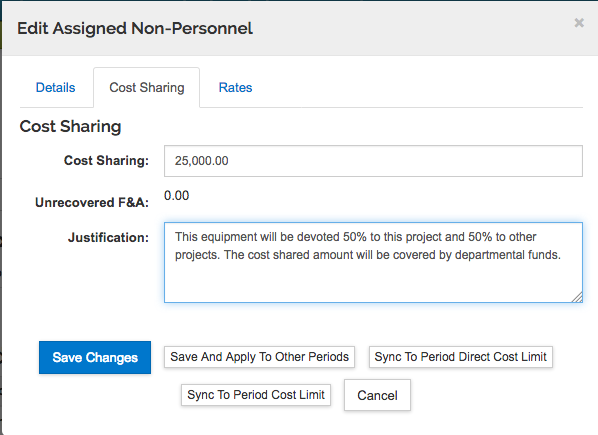 Edit Assigned Non-Personnel
×
Details Cost Sharing Rates
Cost Sharing
Cost Sharing: 25,000.00
Unrecovered F&A: 0.00
Justification: This equipment will be devoted 50% to this project and 50% to other
projects. The cost shared amount will be covered by departmental funds.
Save Changes Save And Apply To Other Periods Sync To Period Direct Cost Limit
Sync To Period Cost Limit Cancel